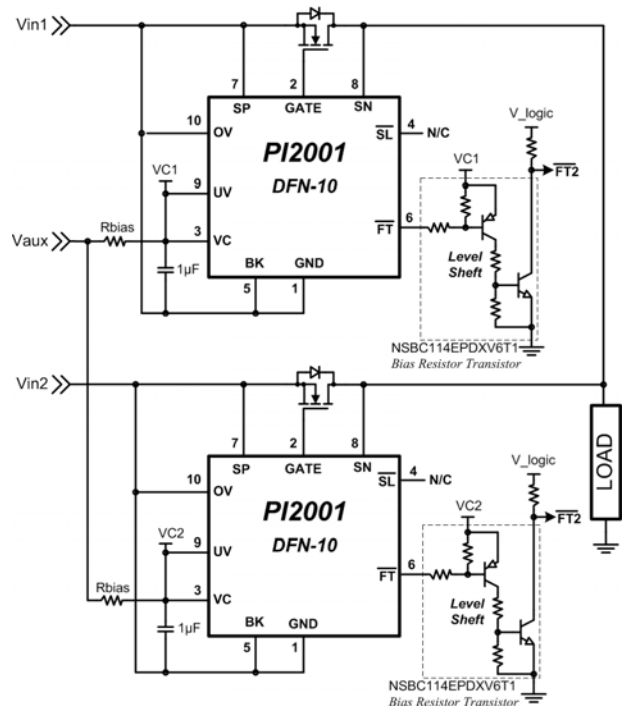 Vin1
7
2
8
SP
GATE
SN
V_logic
10
OV
SL
4
N/C
PI2001
DFN-10
VC1
VC1
FT2
9
UV
Vaux
Rbias
3
VC
FT
6
Level
Sheft
1µF
BK
GND
5
1
NSBC114EPDXV6T1
Bias Resistor Transistor
Vin2
7
2
8
SP
GATE
SN
LOAD
V_logic
10
OV
SL
4
N/C
PI2001
DFN-10
VC2
VC2
FT2
9
UV
Rbias
3
VC
FT
6
Level
Sheft
1µF
BK
GND
5
1
NSBC114EPDXV6T1
Bias Resistor Transistor